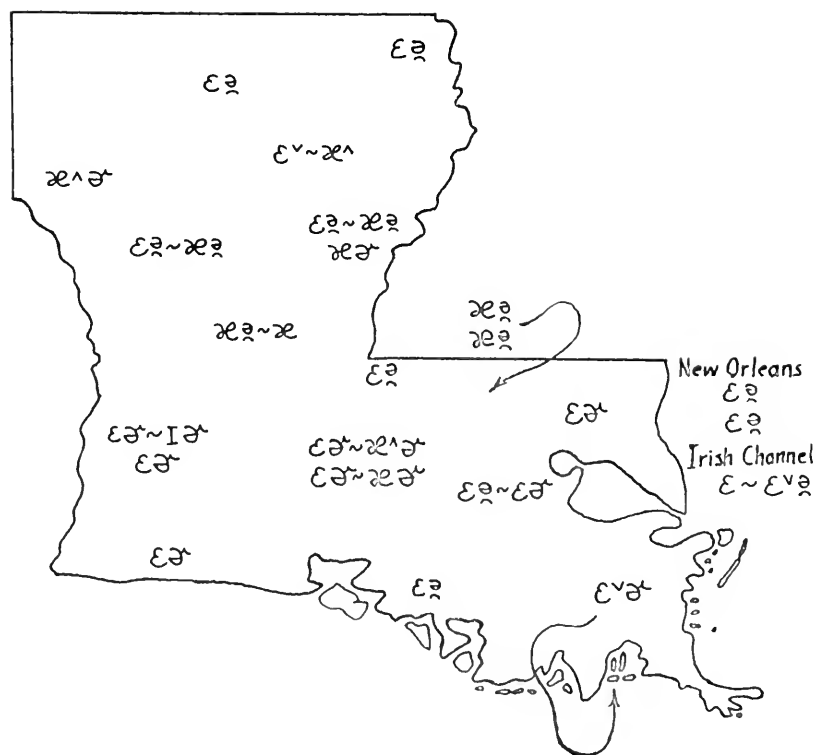 ɛə̯
ɛə̯
ɛ˅~æ˄
æ˄ɚ
ɛə̯~æə̯
æɚ
ɛə̯~æə̯
æə̯~æ
æə̯
æə̯
ɛə̯
New Orleans
ɛə̯
ɛə̯
Irish Channel
ɛ~ɛ˅ə̯
ɛɚ
ɛɚ~Iɚ
ɛɚ
ɛɚ~æ˄ɚ
ɛɚ~æɚ
ɛə̯~ɛɚ
ɛɚ
ɛə̯
ɛ˅ɚ